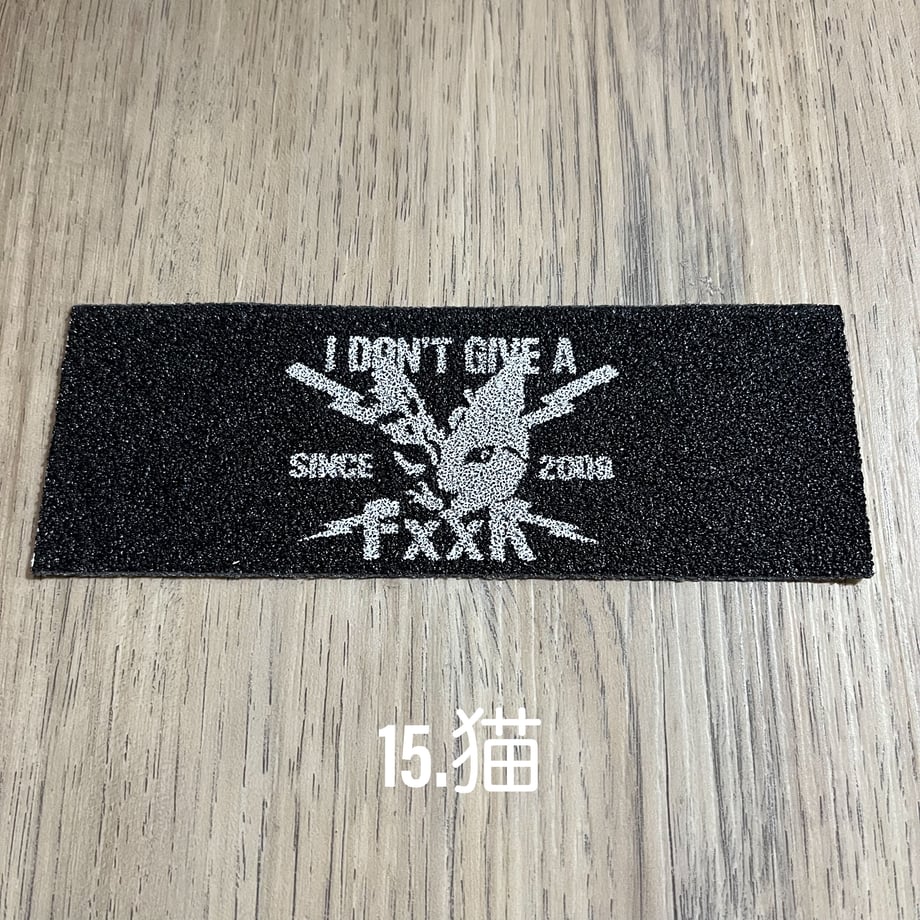 I DON'T GIVE A
SINCE 2009
FxxK
15.猫